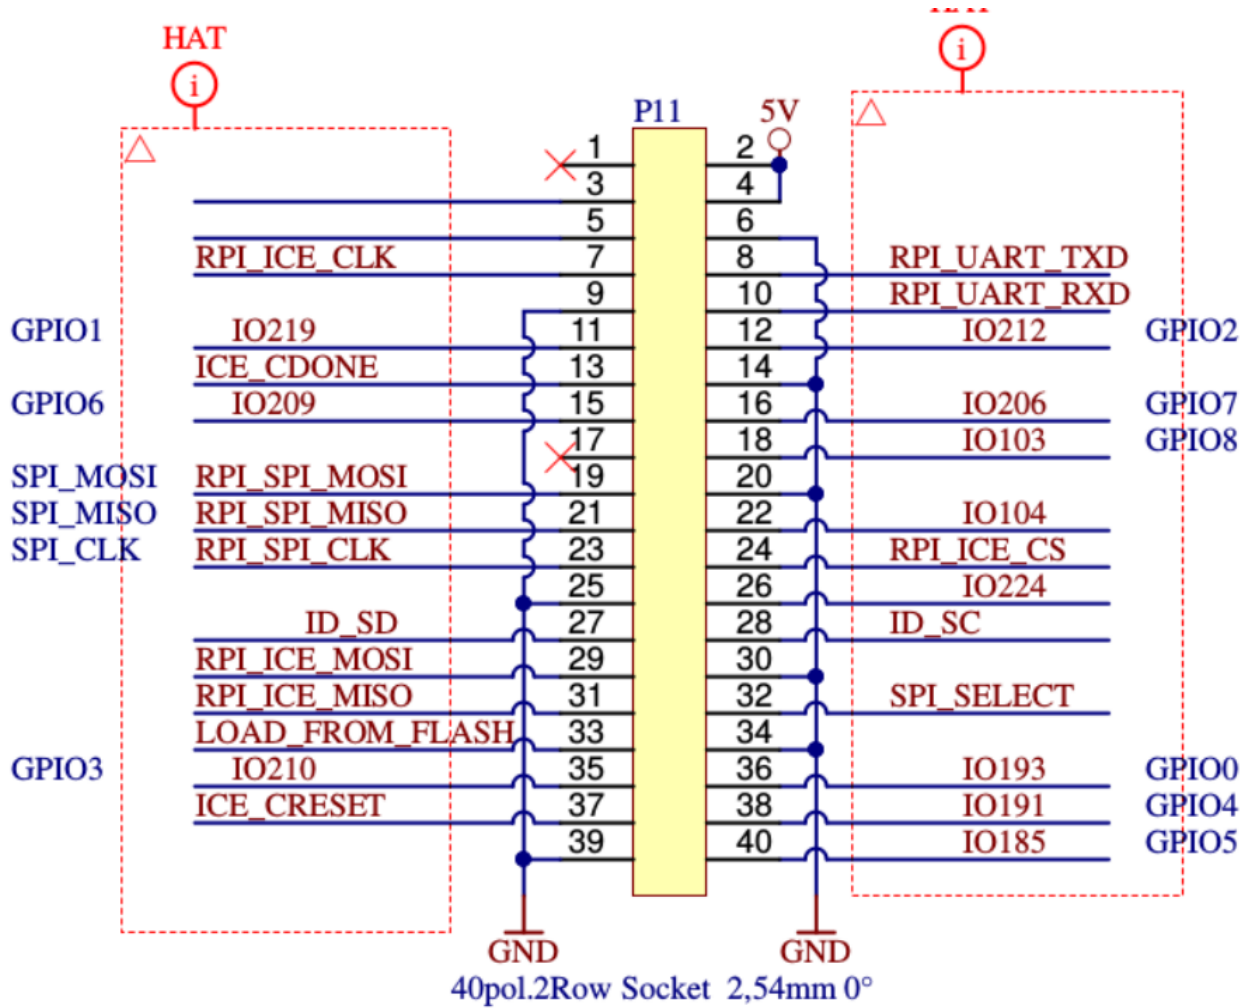 HAT
HAT
i
i
P11 5V
1 2
3 4
5 6
RPI_ICE_CLK 7 8 RPI_UART_TXD
9 10 RPI_UART_RXD
GPIO1 IO219 11 12 IO212 GPIO2
ICE_CDONE 13 14
GPIO6 IO209 15 16 IO206 GPIO7
17 18 IO103 GPIO8
SPI_MOSI RPI_SPI_MOSI 19 20
SPI_MISO RPI_SPI_MISO 21 22 IO104
SPI_CLK RPI_SPI_CLK 23 24 RPI_ICE_CS
25 26 IO224
ID_SD 27 28 ID_SC
RPI_ICE_MOSI 29 30
RPI_ICE_MISO 31 32 SPI_SELECT
LOAD_FROM_FLASH 33 34
GPIO3 IO210 35 36 IO193 GPIO0
ICE_CRESET 37 38 IO191 GPIO4
39 40 IO185 GPIO5
GND GND
40pol.2Row Socket 2,54mm 0°